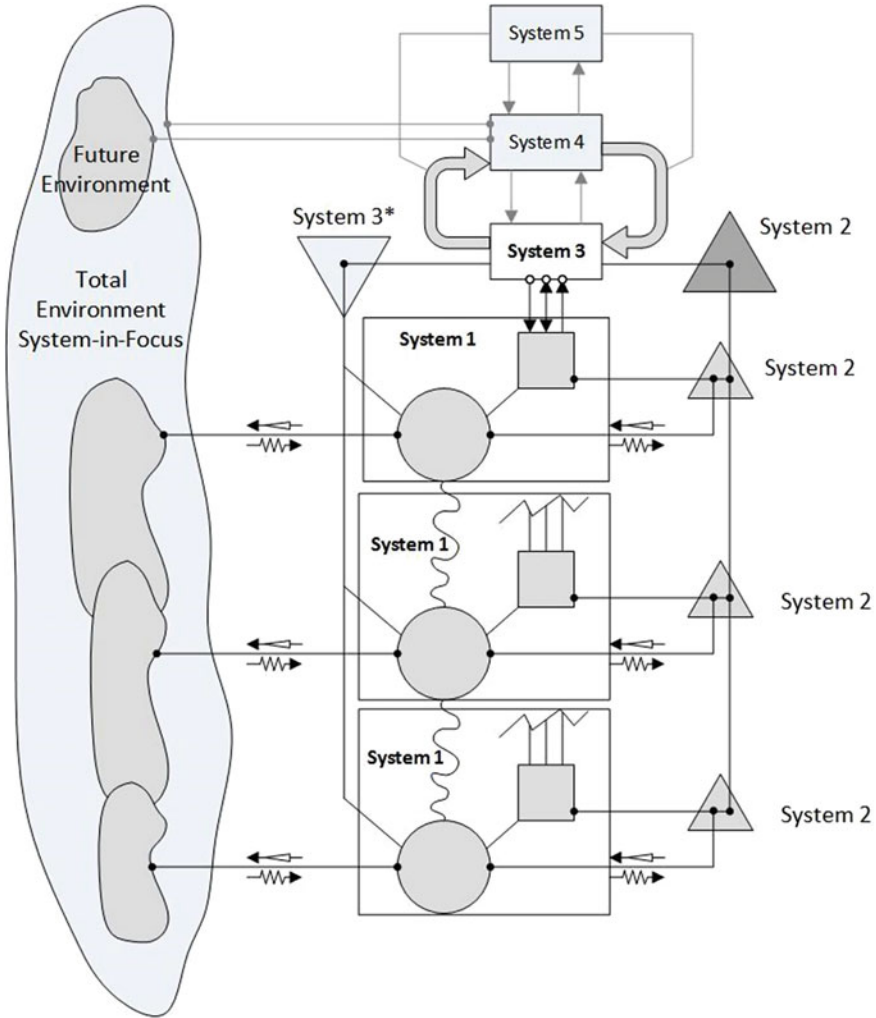 System 5
System 4
Future
Environment
System 3*
System 3
System 2
Total
Environment
System-in-Focus
System 1
System 2
System 1
System 2
System 1
System 2